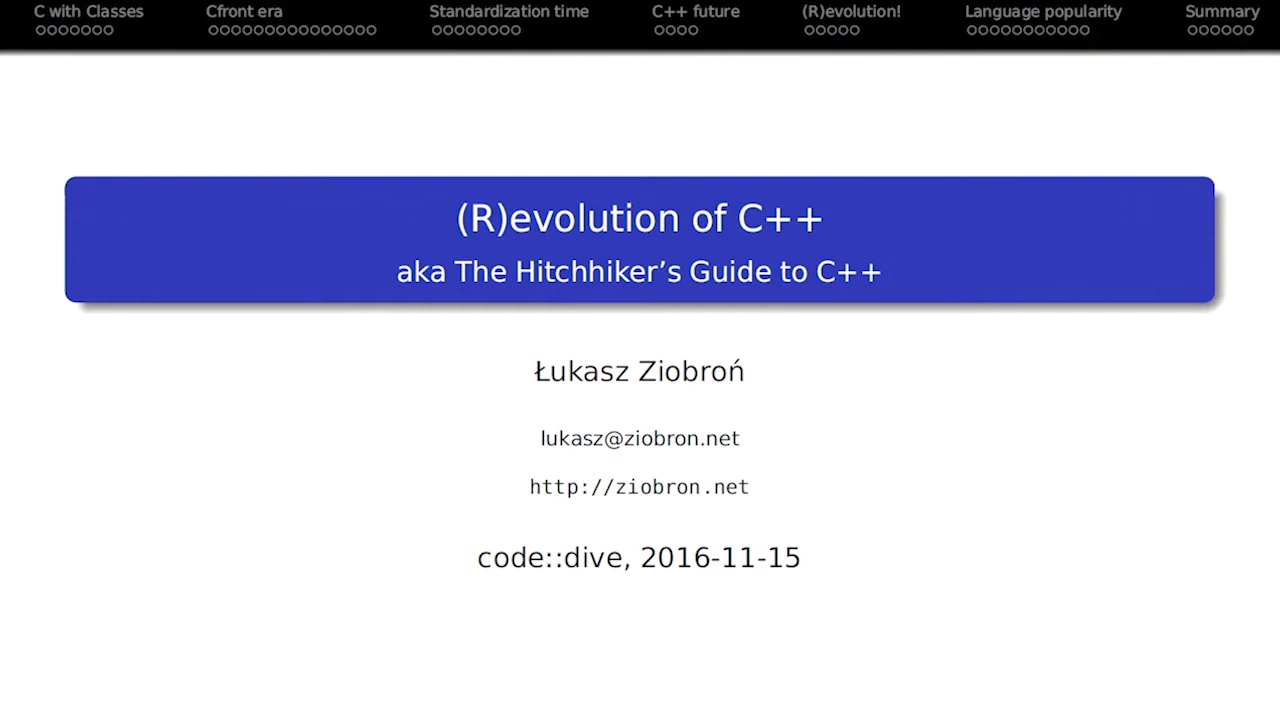 C with Classes Cfront era Standardization time C++ future (R)evolution! Language popularity Summary
(R)evolution of C++
aka The Hitchhiker’s Guide to C++
Łukasz Ziobroń
lukasz@ziobron.net
http://ziobron.net
code::dive, 2016-11-15